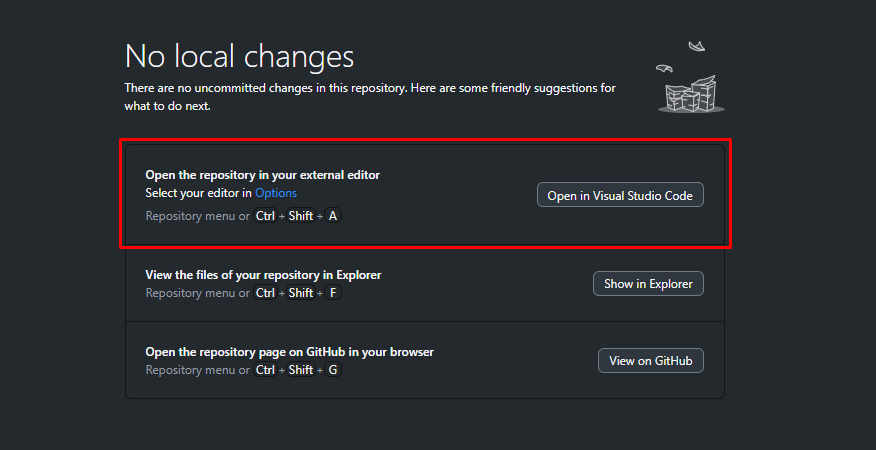 No local changes
There are no uncommitted changes in this repository. Here are some friendly suggestions for
what to do next.
Open the repository in your external editor
Select your editor in Options
Repository menu or Ctrl + Shift + A
Open in Visual Studio Code
View the files of your repository in Explorer
Repository menu or Ctrl + Shift + F
Show in Explorer
Open the repository page on GitHub in your browser
Repository menu or Ctrl + Shift + G
View on GitHub